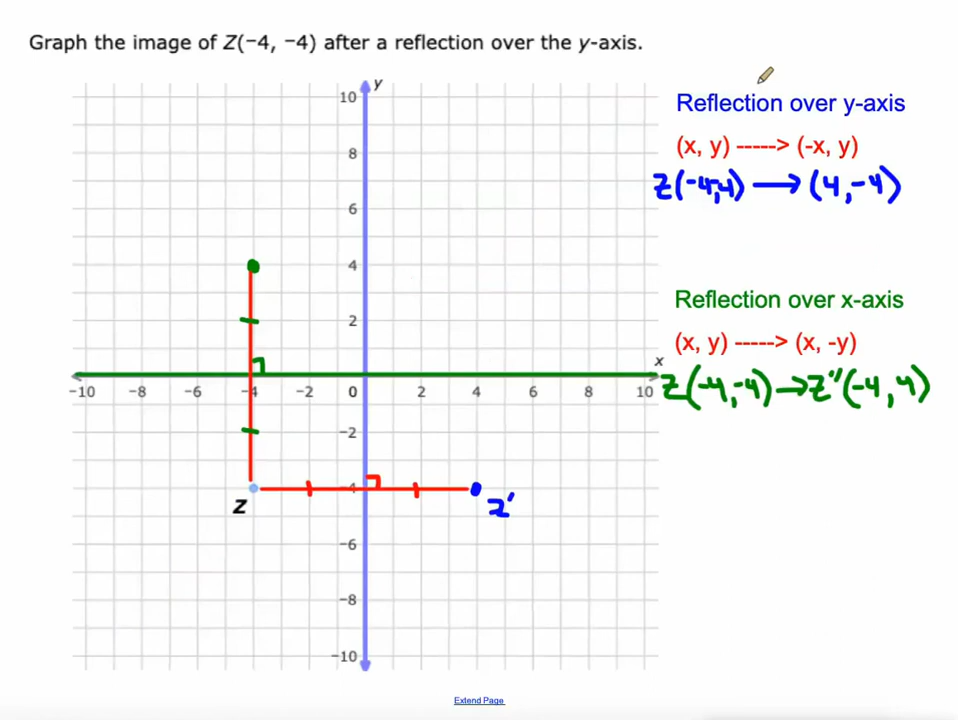 Graph the image of Z(−4, −4) after a reflection over the y-axis.
y
10
8
6
4
2
−10 −8 −6 −4 −2 0 2 4 6 8 10 x
−2
−4
−6
−8
−10
Z
Z'
Reflection over y-axis
(x, y) -----> (-x, y)
Z(-4,-4) → (4,-4)
Reflection over x-axis
(x, y) -----> (x, -y)
Z(-4,-4) → Z''(-4, 4)
Extend Page